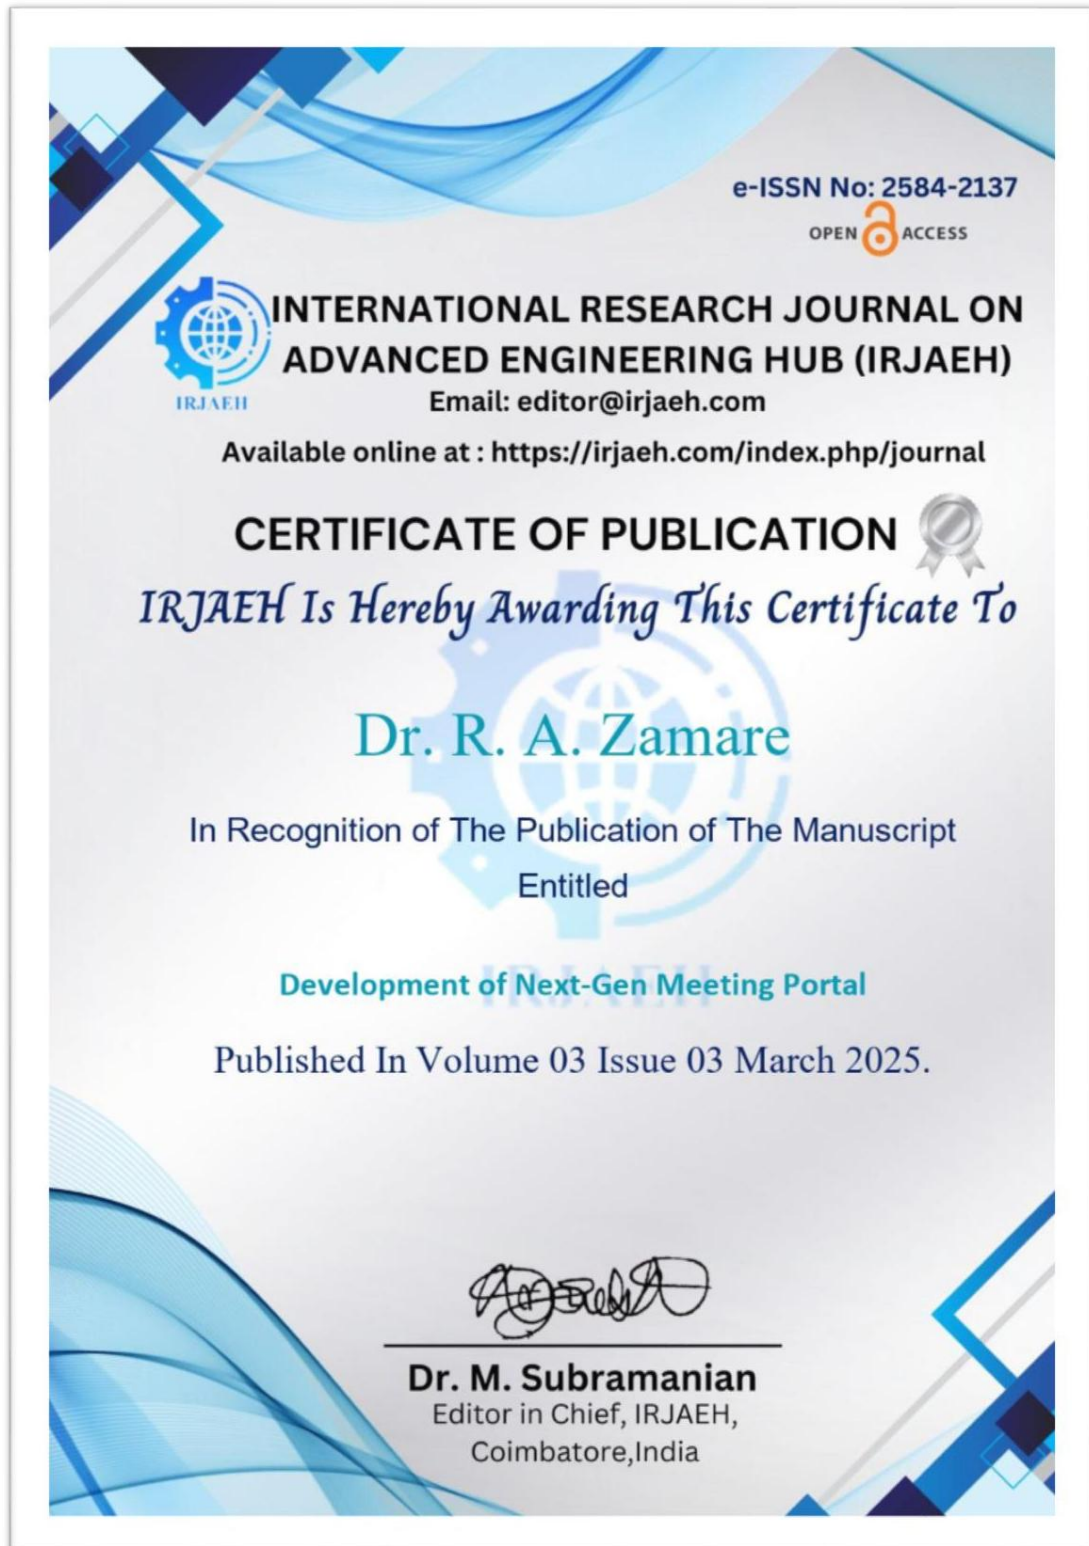 e-ISSN No: 2584-2137
OPEN ACCESS
INTERNATIONAL RESEARCH JOURNAL ON
ADVANCED ENGINEERING HUB (IRJAEH)
IRJAEH
Email: editor@irjaeh.com
Available online at : https://irjaeh.com/index.php/journal
CERTIFICATE OF PUBLICATION
IRJAEH Is Hereby Awarding This Certificate To
Dr. R. A. Zamare
In Recognition of The Publication of The Manuscript
Entitled
IRJAEH
Development of Next-Gen Meeting Portal
Published In Volume 03 Issue 03 March 2025.
Dr. M. Subramanian
Editor in Chief, IRJAEH,
Coimbatore,India